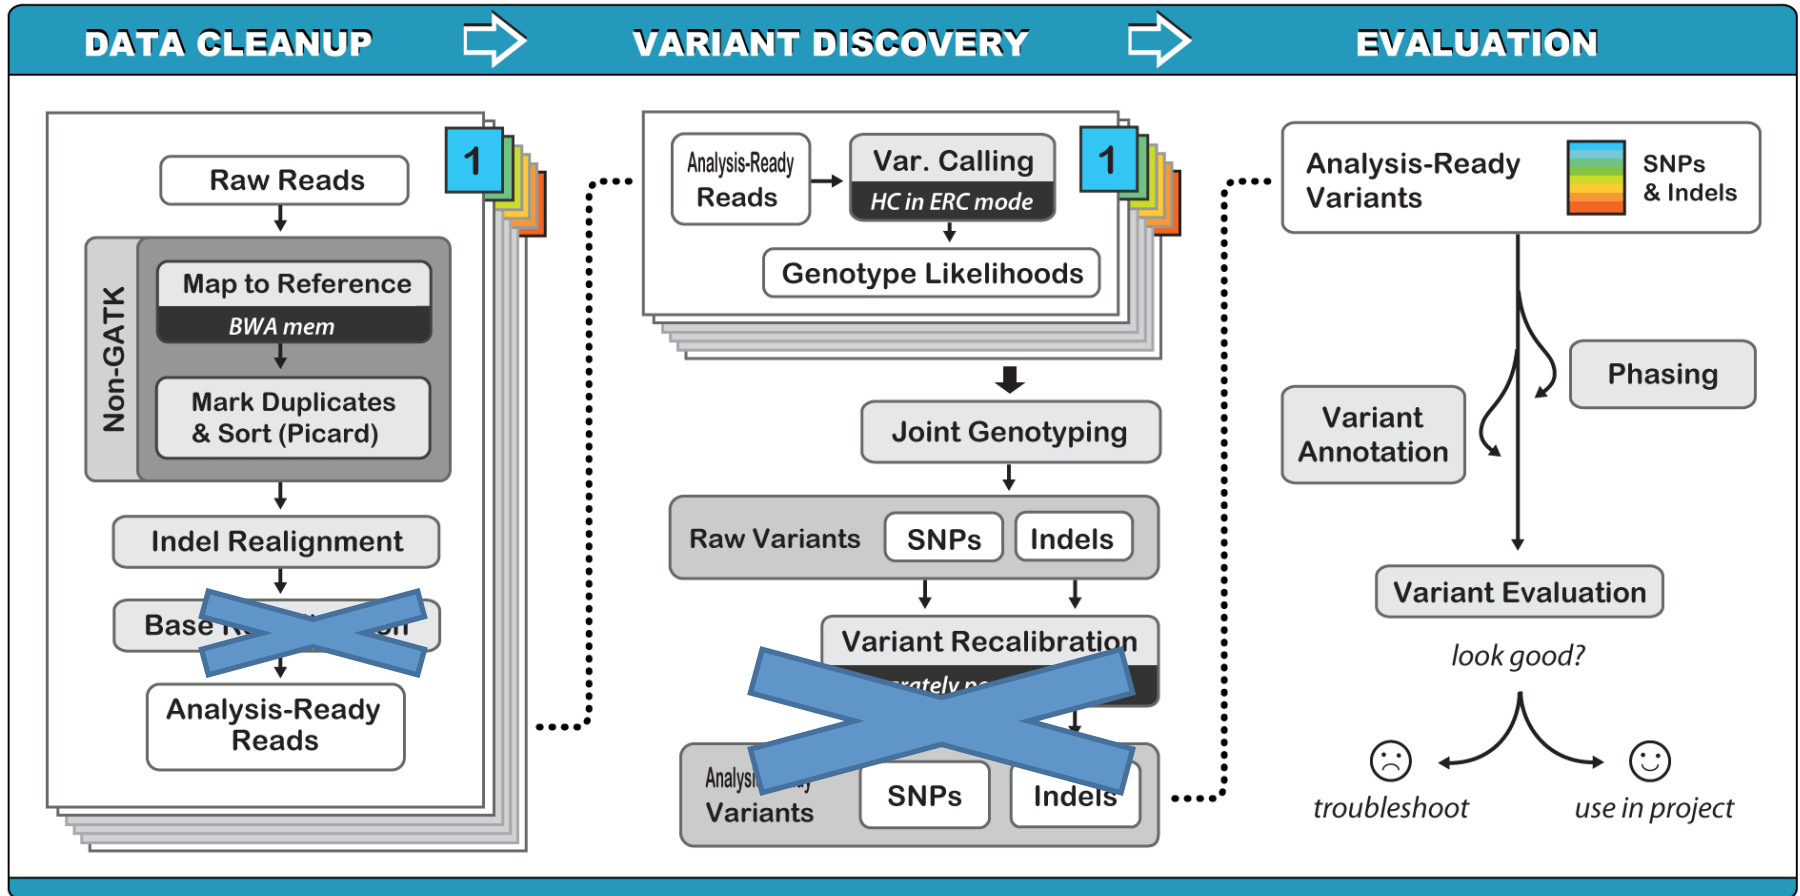 DATA CLEANUP
VARIANT DISCOVERY
EVALUATION
1
Raw Reads
Non-GATK
Map to Reference
BWA mem
Mark Duplicates
& Sort (Picard)
Indel Realignment
Base
Analysis-Ready
Reads
1
Analysis-Ready
Reads
Var. Calling
HC in ERC mode
Genotype Likelihoods
Joint Genotyping
Raw Variants
SNPs
Indels
Variant Recalibration
Variants
SNPs
Indels
Analysis-Ready
Variants
SNPs
& Indels
Phasing
Variant
Annotation
Variant Evaluation
look good?
troubleshoot
use in project